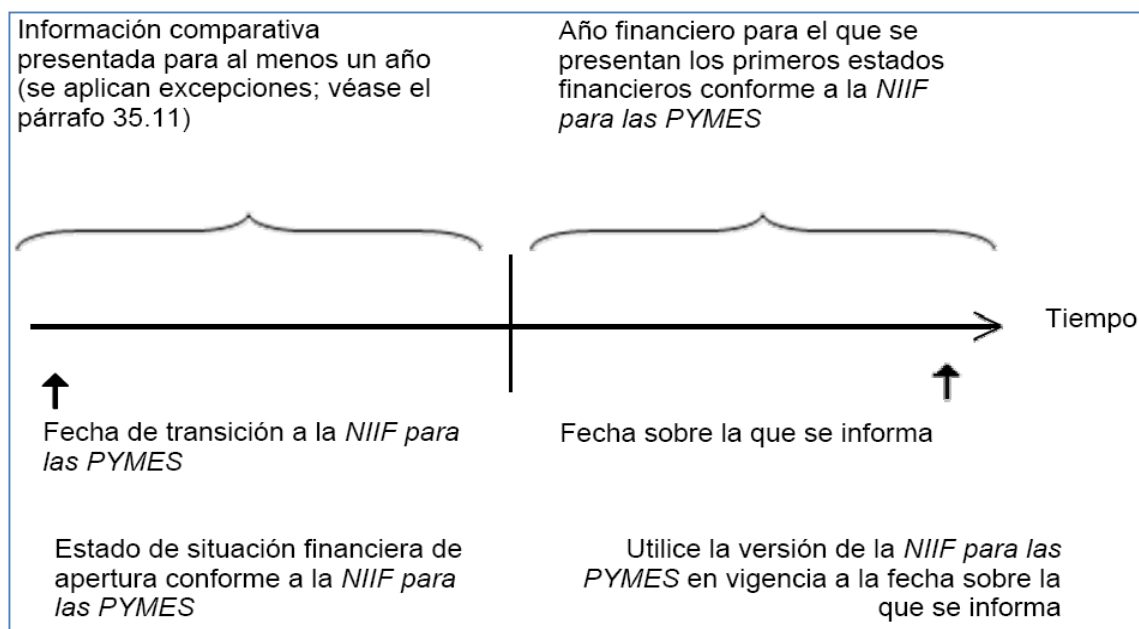 Información comparativa
presentada para al menos un año
(se aplican excepciones; véase el
párrafo 35.11)
Año financiero para el que se
presentan los primeros estados
financieros conforme a la NIIF
para las PYMES
Tiempo
Fecha de transición a la NIIF para
las PYMES
Fecha sobre la que se informa
Estado de situación financiera de
apertura conforme a la NIIF para
las PYMES
Utilice la versión de la NIIF para las
PYMES en vigencia a la fecha sobre la
que se informa